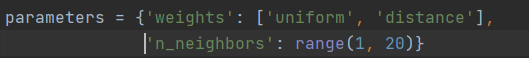 parameters = {'weights': ['uniform', 'distance'],
'n_neighbors': range(1, 20)}